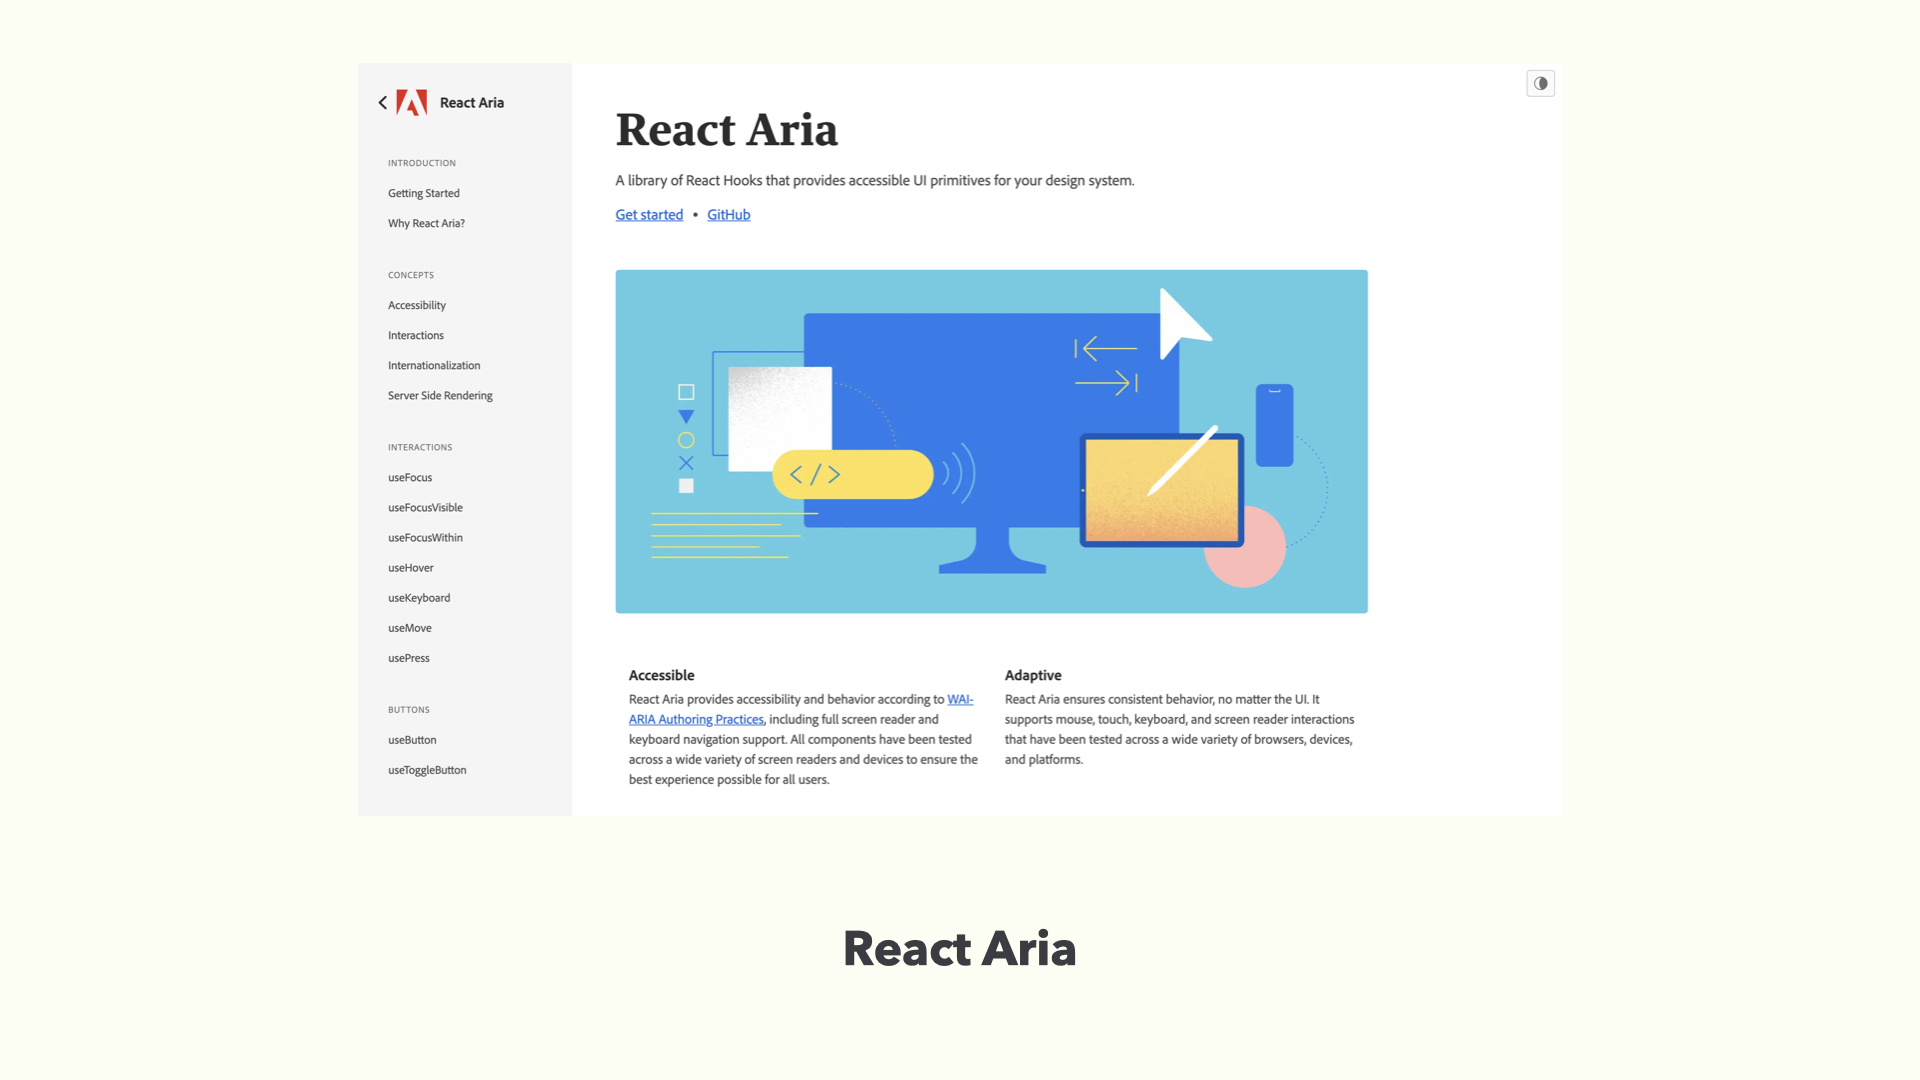 React Aria
INTRODUCTION
Getting Started
Why React Aria?
CONCEPTS
Accessibility
Interactions
Internationalization
Server Side Rendering
INTERACTIONS
useFocus
useFocusVisible
useFocusWithin
useHover
useKeyboard
useMove
usePress
BUTTONS
useButton
useToggleButton
React Aria
A library of React Hooks that provides accessible UI primitives for your design system.
Get started • GitHub
</>
Accessible
React Aria provides accessibility and behavior according to WAI-
ARIA Authoring Practices, including full screen reader and
keyboard navigation support. All components have been tested
across a wide variety of screen readers and devices to ensure the
best experience possible for all users.
Adaptive
React Aria ensures consistent behavior, no matter the UI. It
supports mouse, touch, keyboard, and screen reader interactions
that have been tested across a wide variety of browsers, devices,
and platforms.
React Aria